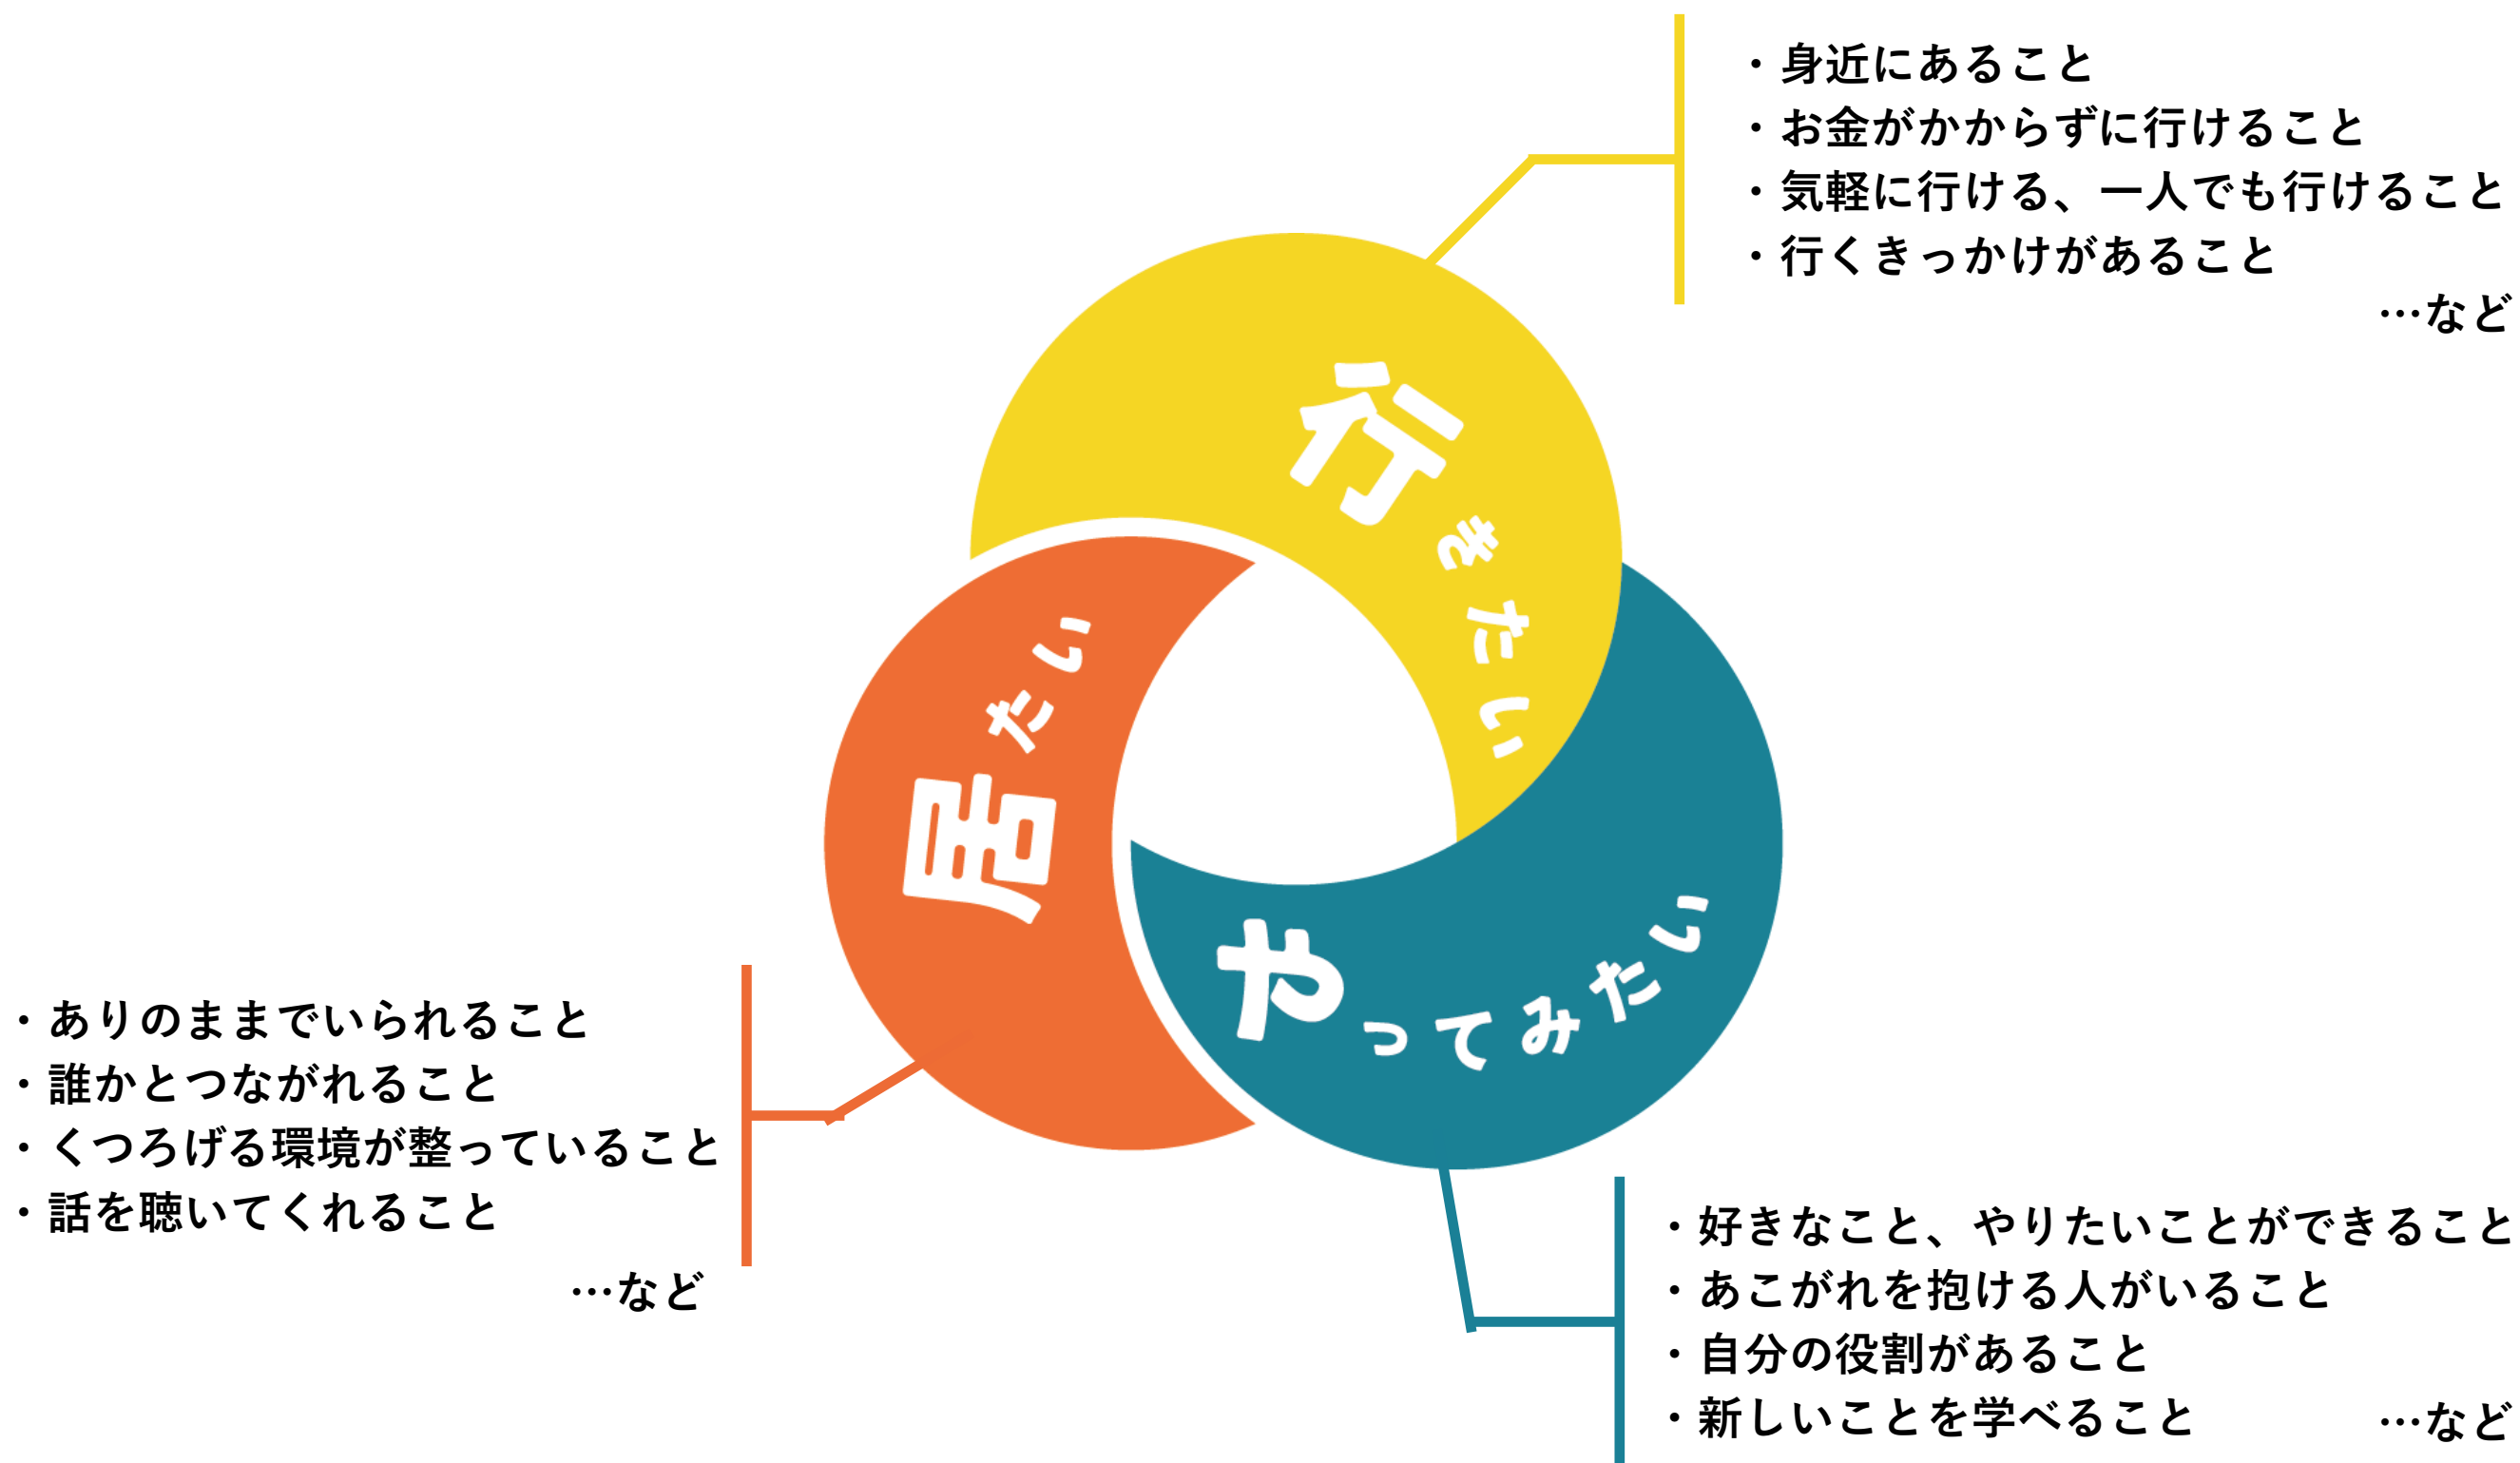 ・身近にあること
・お金がかからずに行けること
・気軽に行ける、一人でも行けること
・行くきっかけがあること
…など
行きたい
居たい
やってみたい
・ありのままでいられること
・誰かとつながれること
・くつろげる環境が整っていること
・話を聴いてくれること
…など
・好きなこと、やりたいことができること
・あこがれを抱ける人がいること
・自分の役割があること
・新しいことを学べること
…など